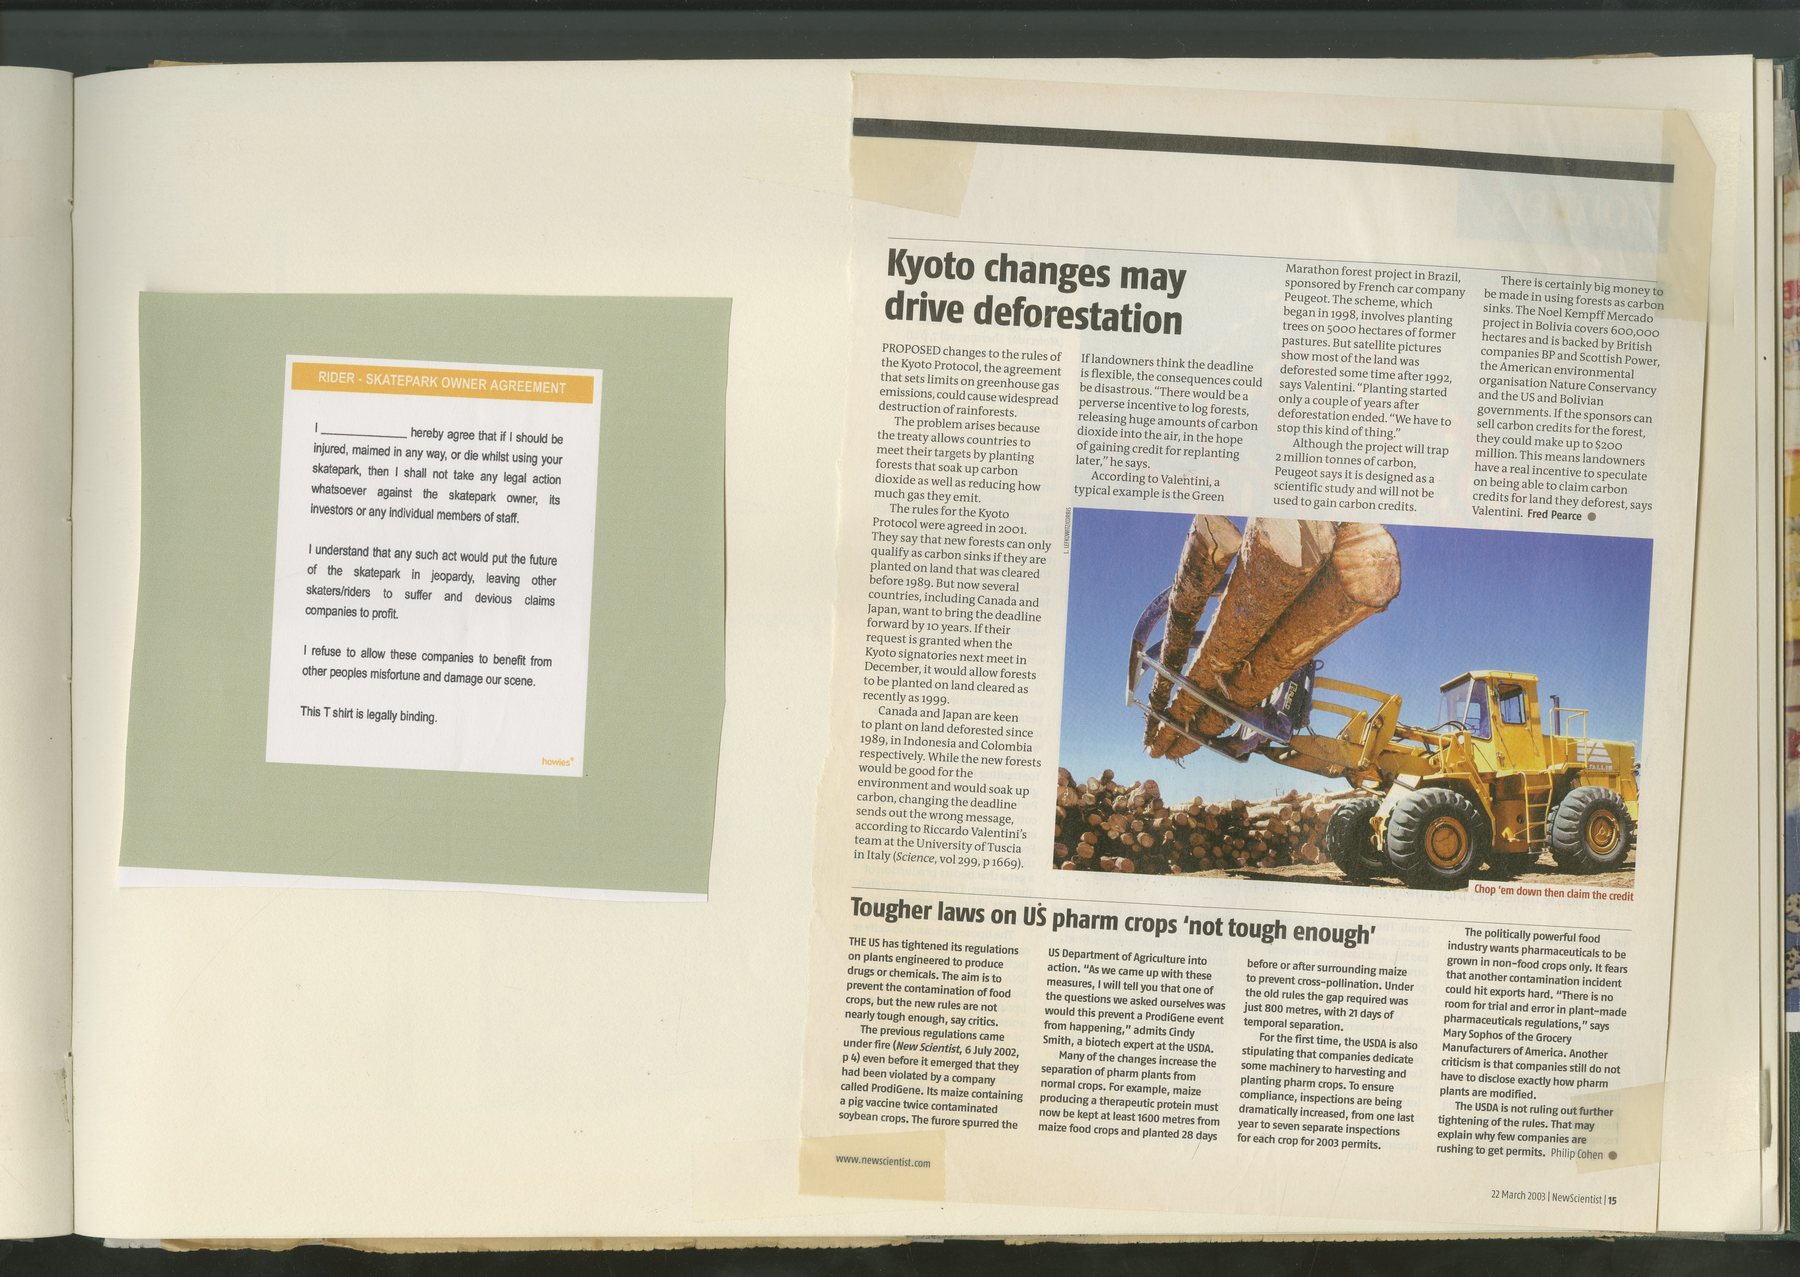 RIDER - SKATEPARK OWNER AGREEMENT
I ______________ hereby agree that if I should be
injured, maimed in any way, or die whilst using your
skatepark, then I shall not take any legal action
whatsoever against the skatepark owner, its
investors or any individual members of staff.
I understand that any such act would put the future
of the skatepark in jeopardy, leaving other
skaters/riders to suffer and devious claims
companies to profit.
I refuse to allow these companies to benefit from
other peoples misfortune and damage our scene.
This T shirt is legally binding.
howies
Kyoto changes may
drive deforestation
PROPOSED changes to the rules of
the Kyoto Protocol, the agreement
that sets limits on greenhouse gas
emissions, could cause widespread
destruction of rainforests.
The problem arises because
the treaty allows countries to
meet their targets by planting
forests that soak up carbon
dioxide as well as reducing how
much gas they emit.
The rules for the Kyoto
Protocol were agreed in 2001.
They say that new forests can only
qualify as carbon sinks if they are
planted on land that was cleared
before 1989. But now several
countries, including Canada and
Japan, want to bring the deadline
forward by 10 years. If their
request is granted when the
Kyoto signatories next meet in
December, it would allow forests
to be planted on land cleared as
recently as 1999.
Canada and Japan are keen
to plant on land deforested since
1989, in Indonesia and Colombia
respectively. While the new forests
would be good for the
environment and would soak up
carbon, changing the deadline
sends out the wrong message,
according to Riccardo Valentini's
team at the University of Tuscia
in Italy (Science, vol 299, p 1669).
If landowners think the deadline
is flexible, the consequences could
be disastrous. "There would be a
perverse incentive to log forests,
releasing huge amounts of carbon
dioxide into the air, in the hope
of gaining credit for replanting
later," he says.
According to Valentini, a
typical example is the Green
Marathon forest project in Brazil,
sponsored by French car company
Peugeot. The scheme, which
began in 1998, involves planting
trees on 5000 hectares of former
pastures. But satellite pictures
show most of the land was
deforested some time after 1992,
says Valentini. "Planting started
only a couple of years after
deforestation ended. "We have to
stop this kind of thing."
Although the project will trap
2 million tonnes of carbon,
Peugeot says it is designed as a
scientific study and will not be
used to gain carbon credits.
There is certainly big money to
be made in using forests as carbon
sinks. The Noel Kempff Mercado
project in Bolivia covers 600,000
hectares and is backed by British
companies BP and Scottish Power,
the American environmental
organisation Nature Conservancy
and the US and Bolivian
governments. If the sponsors can
sell carbon credits for the forest,
they could make up to $200
million. This means landowners
have a real incentive to speculate
on being able to claim carbon
credits for land they deforest, says
Valentini. Fred Pearce
L. LEFKOWITZ/CORBIS
Chop 'em down then claim the credit
Tougher laws on US pharm crops 'not tough enough'
THE US has tightened its regulations
on plants engineered to produce
drugs or chemicals. The aim is to
prevent the contamination of food
crops, but the new rules are not
nearly tough enough, say critics.
The previous regulations came
under fire (New Scientist, 6 July 2002,
p 4) even before it emerged that they
had been violated by a company
called ProdiGene. Its maize containing
a pig vaccine twice contaminated
soybean crops. The furore spurred the
US Department of Agriculture into
action. "As we came up with these
measures, I will tell you that one of
the questions we asked ourselves was
would this prevent a ProdiGene event
from happening," admits Cindy
Smith, a biotech expert at the USDA.
Many of the changes increase the
separation of pharm plants from
normal crops. For example, maize
producing a therapeutic protein must
now be kept at least 1600 metres from
maize food crops and planted 28 days
before or after surrounding maize
to prevent cross-pollination. Under
the old rules the gap required was
just 800 metres, with 21 days of
temporal separation.
For the first time, the USDA is also
stipulating that companies dedicate
some machinery to harvesting and
planting pharm crops. To ensure
compliance, inspections are being
dramatically increased, from one last
year to seven separate inspections
for each crop for 2003 permits.
The politically powerful food
industry wants pharmaceuticals to be
grown in non-food crops only. It fears
that another contamination incident
could hit exports hard. "There is no
room for trial and error in plant-made
pharmaceuticals regulations," says
Mary Sophos of the Grocery
Manufacturers of America. Another
criticism is that companies still do not
have to disclose exactly how pharm
plants are modified.
The USDA is not ruling out further
tightening of the rules. That may
explain why few companies are
rushing to get permits. Philip Cohen
www.newscientist.com
22 March 2003 | NewScientist | 15